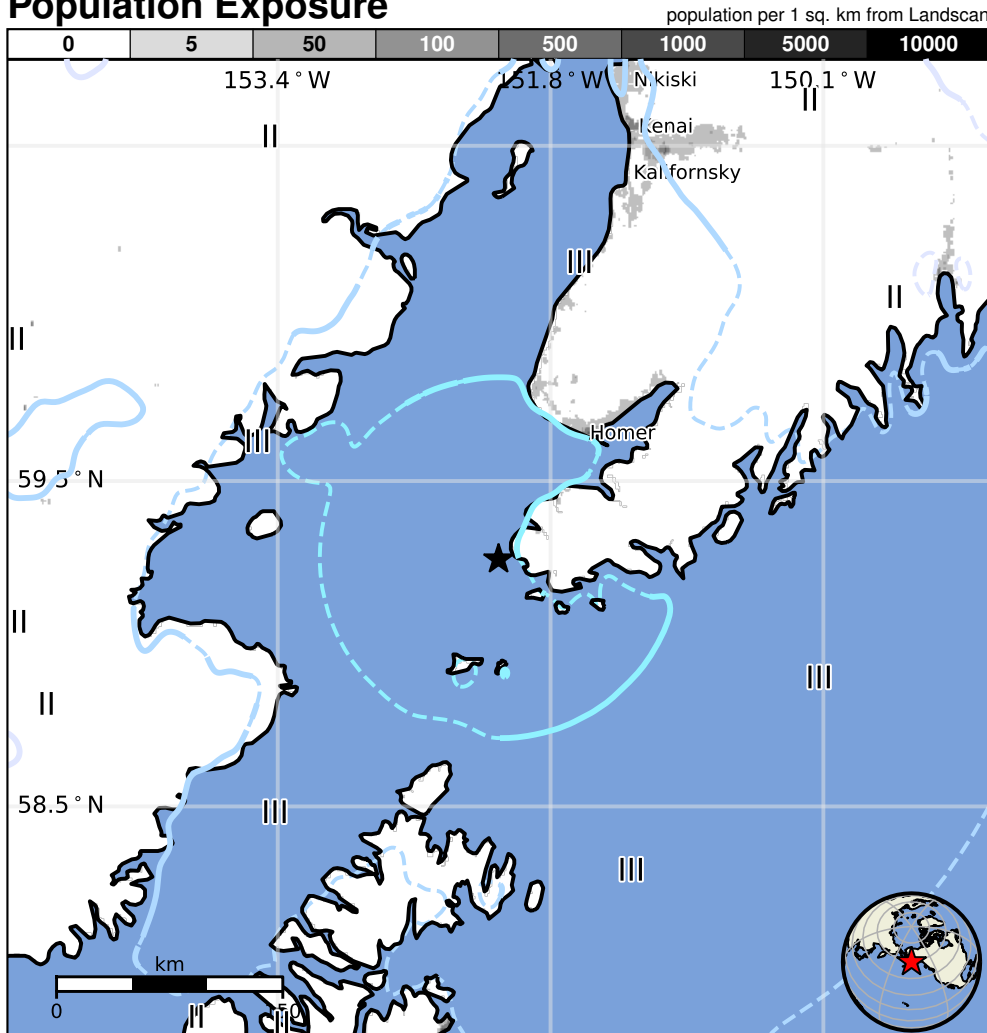 Population Exposure
population per 1 sq. km from Landscan
0 5 50 100 500 1000 5000 10000
153.4°W 151.8°W 150.1°W
Nikiski
II
Kenai
II
Kalifornsky
III
II
II
Homer
III
59.5°N
II
III
II
58.5°N
III
III
km
0 50
II
II